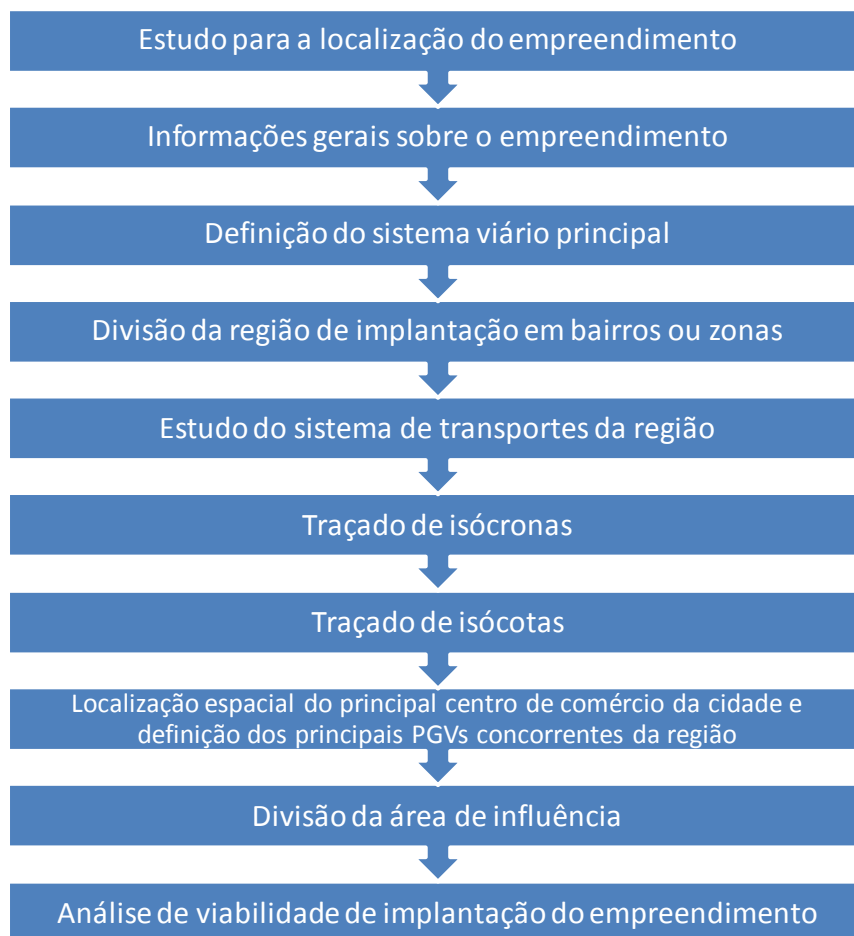 Estudo para a localização do empreendimento
Informações gerais sobre o empreendimento
Definição do sistema viário principal
Divisão da região de implantação em bairros ou zonas
Estudo do sistema de transportes da região
Traçado de isócronas
Traçado de isócotas
Localização espacial do principal centro de comércio da cidade e
definição dos principais PGVs concorrentes da região
Divisão da área de influência
Análise de viabilidade de implantação do empreendimento